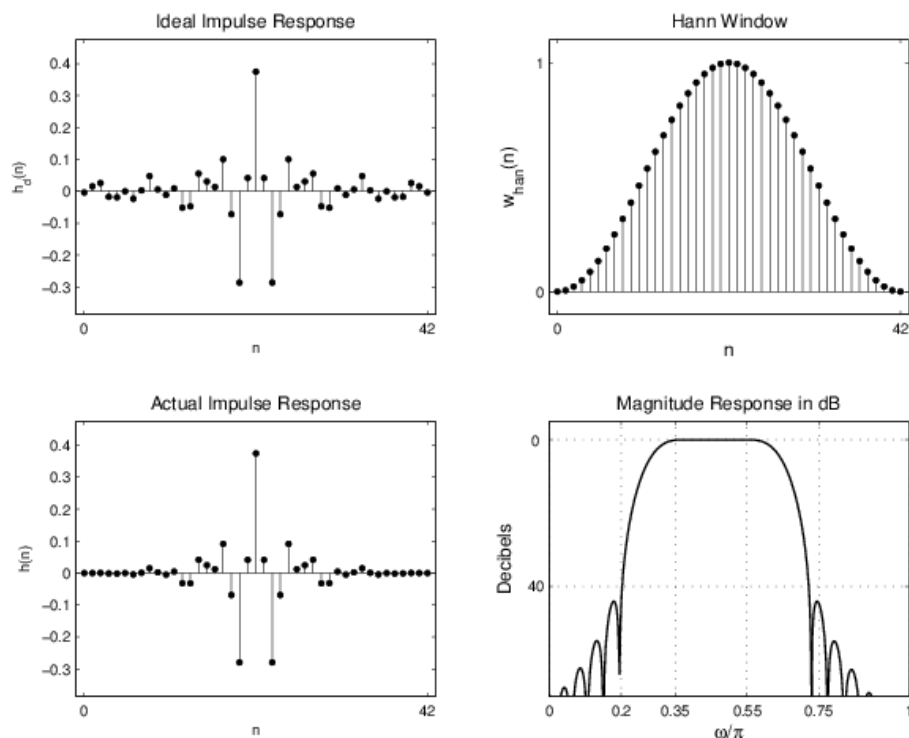 Ideal Impulse Response
0.4
0.3
0.2
0.1
0
−0.1
−0.2
−0.3
h_d(n)
0
42
n
Hann Window
1
0
w_han(n)
0
42
n
Actual Impulse Response
0.4
0.3
0.2
0.1
0
−0.1
−0.2
−0.3
h(n)
0
42
n
Magnitude Response in dB
0
40
Decibels
0
0.2
0.35
0.55
0.75
1
ω/π